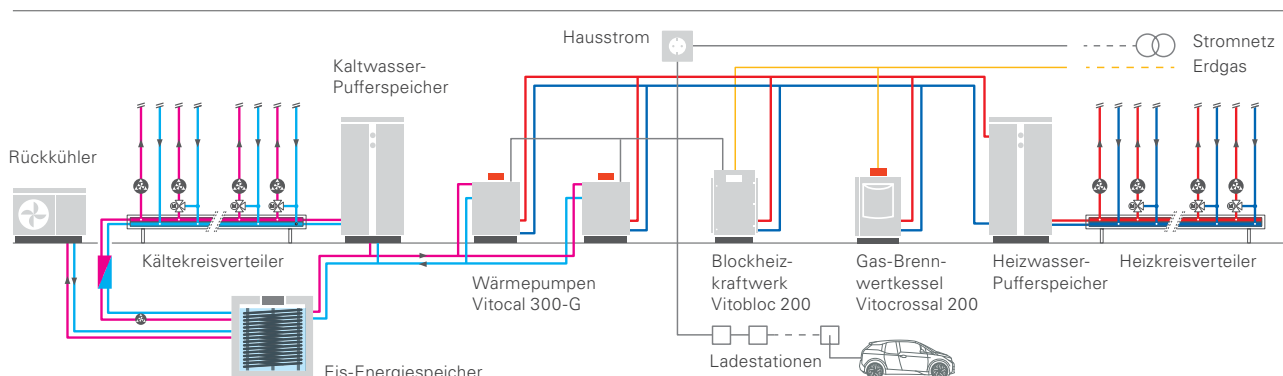 Hausstrom
Stromnetz
Erdgas
Kaltwasser-
Pufferspeicher
Rückkühler
Kältekreisverteiler
Wärmepumpen
Vitocal 300-G
Blockheiz-
kraftwerk
Vitobloc 200
Gas-Brenn-
wertkessel
Vitocrossal 200
Heizwasser-
Pufferspeicher
Heizkreisverteiler
Ladestationen
Eis-Energiespeicher